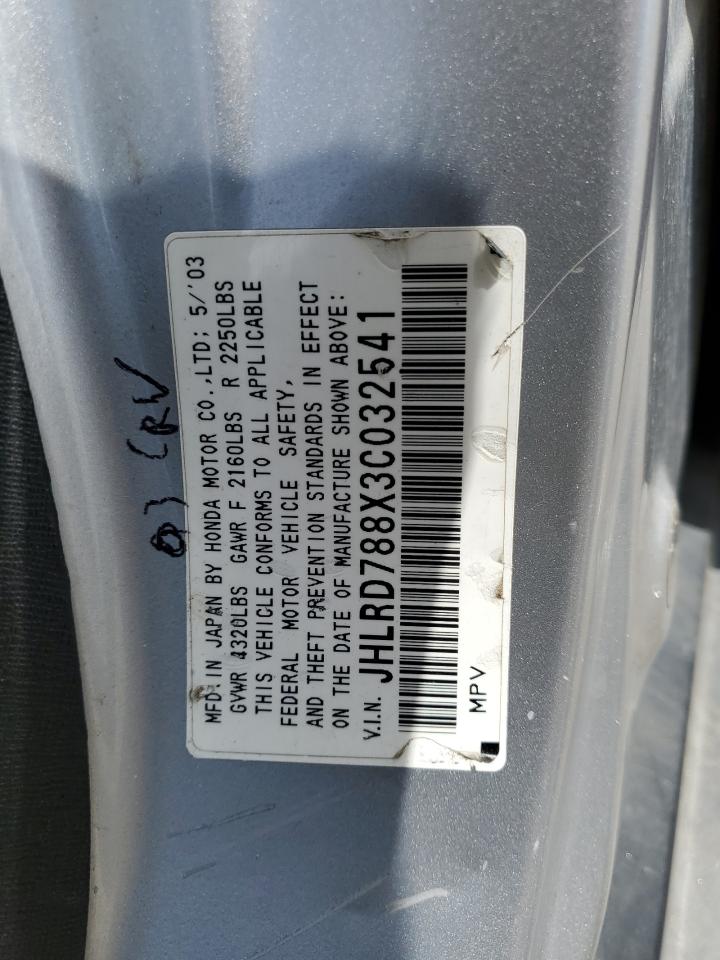 03 CRV
MFD. IN JAPAN BY HONDA MOTOR CO.,LTD; 5/'03
GVWR 4320LBS GAWR F 2160LBS R 2250LBS
THIS VEHICLE CONFORMS TO ALL APPLICABLE
FEDERAL MOTOR VEHICLE SAFETY,
AND THEFT PREVENTION STANDARDS IN EFFECT
ON THE DATE OF MANUFACTURE SHOWN ABOVE:
V.I.N. JHLRD788X3C032541
MPV